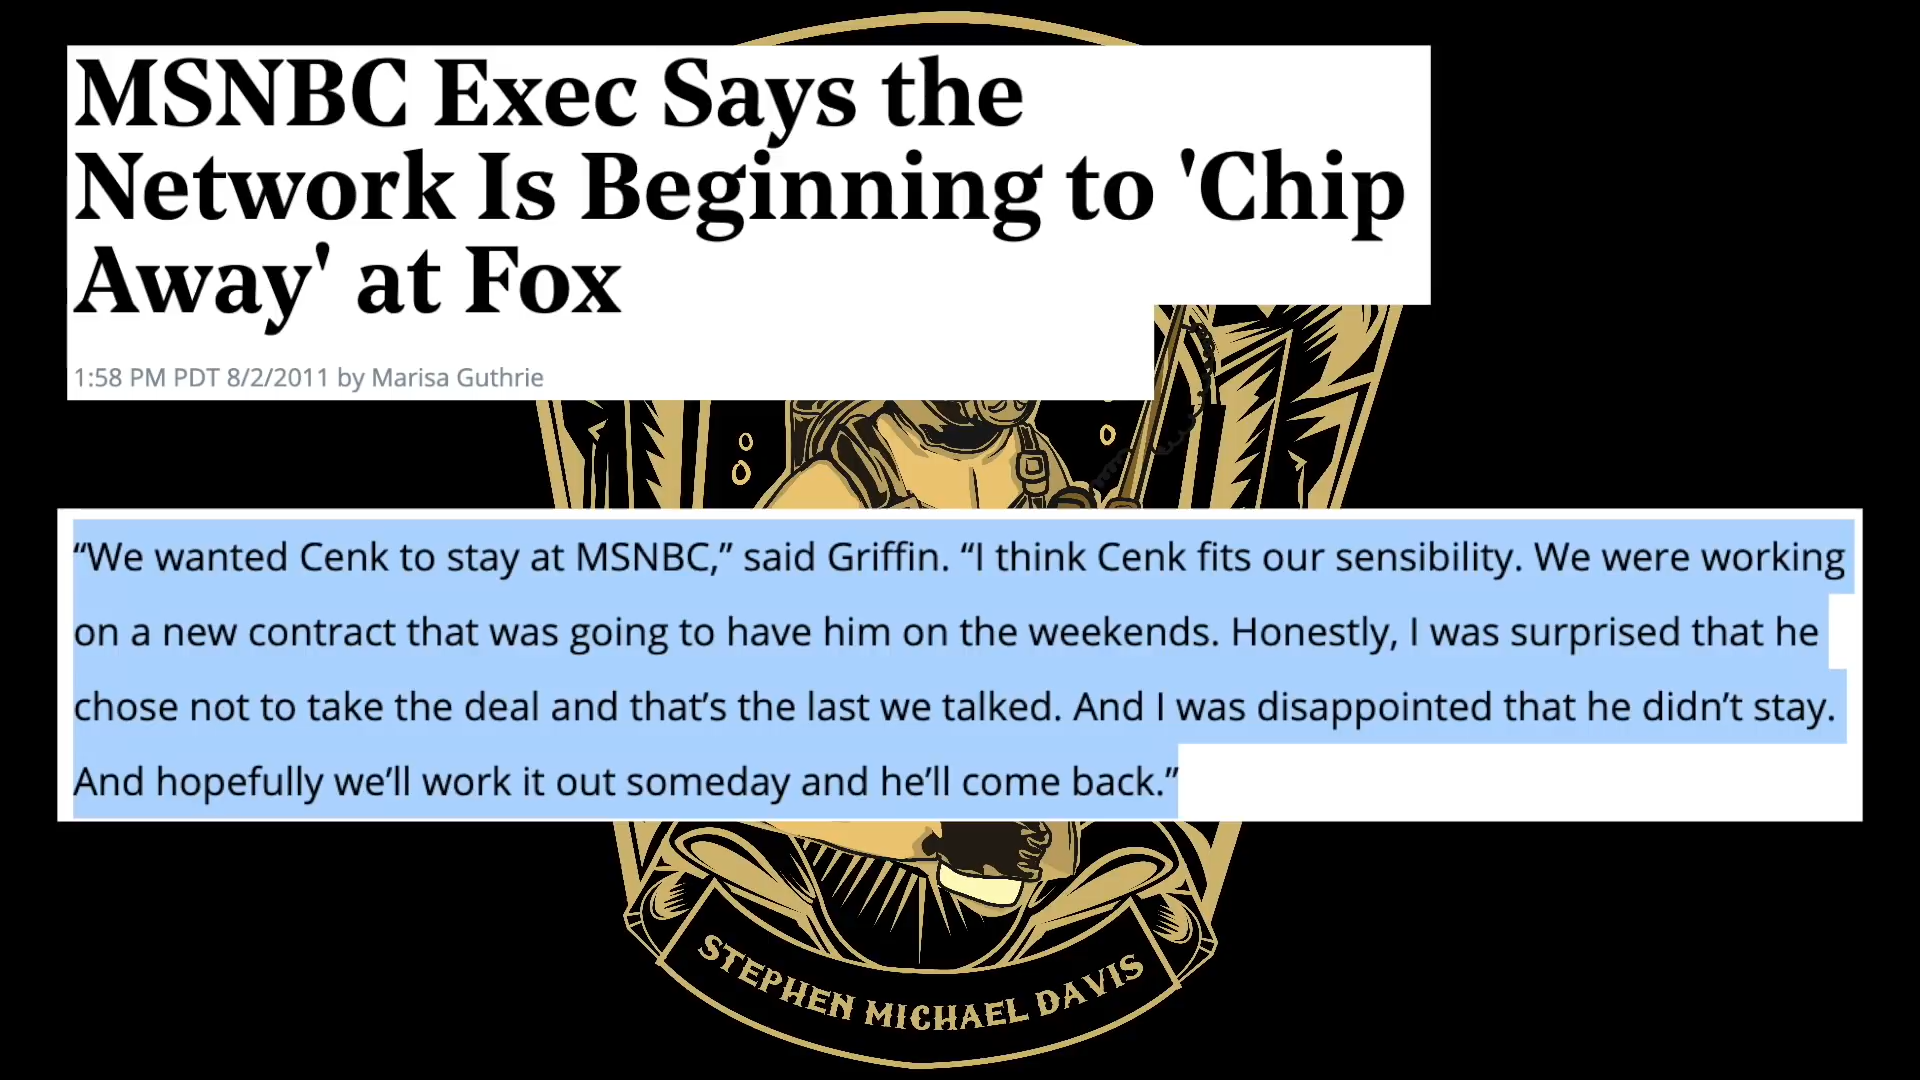 MSNBC Exec Says the
Network Is Beginning to 'Chip
Away' at Fox
1:58 PM PDT 8/2/2011 by Marisa Guthrie
“We wanted Cenk to stay at MSNBC,” said Griffin. “I think Cenk fits our sensibility. We were working
on a new contract that was going to have him on the weekends. Honestly, I was surprised that he
chose not to take the deal and that’s the last we talked. And I was disappointed that he didn’t stay.
And hopefully we’ll work it out someday and he’ll come back.”
STEPHEN MICHAEL DAVIS